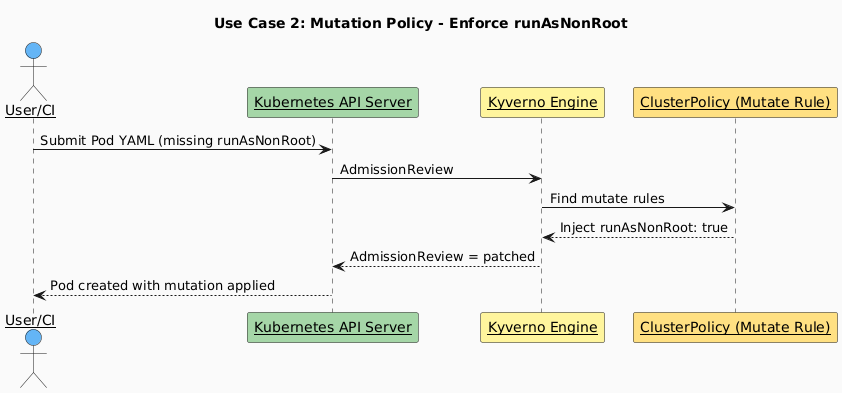 Use Case 2: Mutation Policy - Enforce runAsNonRoot
User/CI
Kubernetes API Server
Kyverno Engine
ClusterPolicy (Mutate Rule)
Submit Pod YAML (missing runAsNonRoot)
AdmissionReview
Find mutate rules
Inject runAsNonRoot: true
AdmissionReview = patched
Pod created with mutation applied
User/CI
Kubernetes API Server
Kyverno Engine
ClusterPolicy (Mutate Rule)